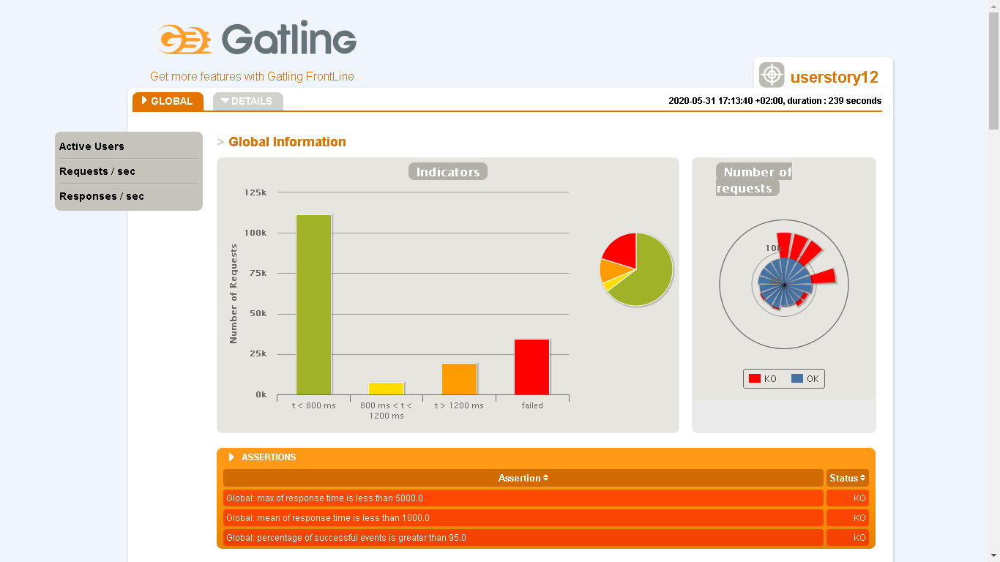 Gatling
Get more features with Gatling FrontLine
userstory12
GLOBAL
DETAILS
2020-05-31 17:13:40 +02:00, duration : 239 seconds
Active Users
Requests / sec
Responses / sec
> Global Information
Indicators
Number of Requests
125k
100k
75k
50k
25k
0k
t < 800 ms
800 ms < t <
1200 ms
t > 1200 ms
failed
Number of
requests
KO
OK
ASSERTIONS
Assertion
Status
Global: max of response time is less than 5000.0
KO
Global: mean of response time is less than 1000.0
KO
Global: percentage of successful events is greater than 95.0
KO